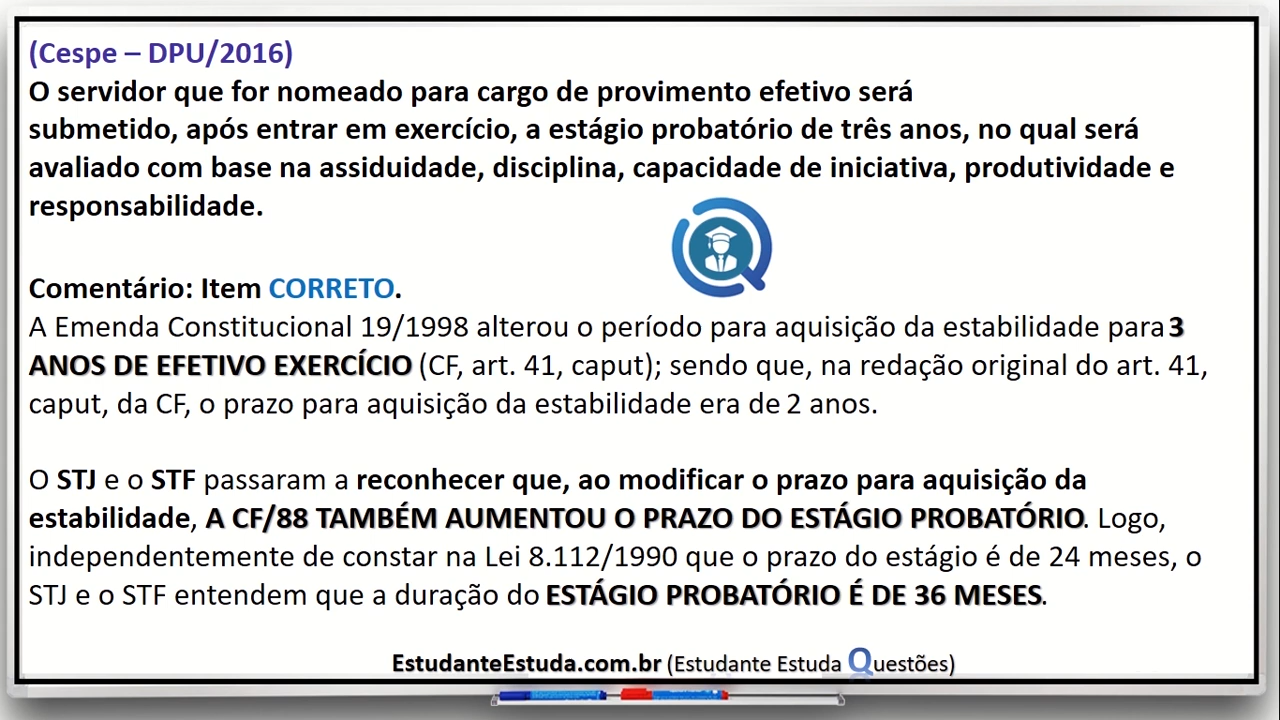 (Cespe – DPU/2016)
O servidor que for nomeado para cargo de provimento efetivo será
submetido, após entrar em exercício, a estágio probatório de três anos, no qual será
avaliado com base na assiduidade, disciplina, capacidade de iniciativa, produtividade e
responsabilidade.
Comentário: Item CORRETO.
A Emenda Constitucional 19/1998 alterou o período para aquisição da estabilidade para 3
ANOS DE EFETIVO EXERCÍCIO (CF, art. 41, caput); sendo que, na redação original do art. 41,
caput, da CF, o prazo para aquisição da estabilidade era de 2 anos.
O STJ e o STF passaram a reconhecer que, ao modificar o prazo para aquisição da
estabilidade, A CF/88 TAMBÉM AUMENTOU O PRAZO DO ESTÁGIO PROBATÓRIO. Logo,
independentemente de constar na Lei 8.112/1990 que o prazo do estágio é de 24 meses, o
STJ e o STF entendem que a duração do ESTÁGIO PROBATÓRIO É DE 36 MESES.
EstudanteEstuda.com.br (Estudante Estuda Questões)